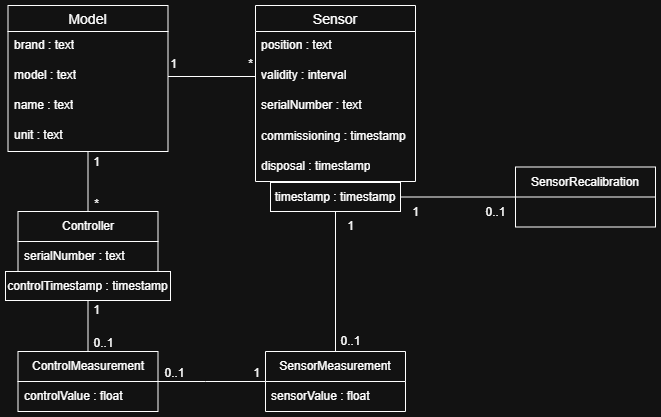 Model
brand : text
model : text
name : text
unit : text
1
*
Sensor
position : text
validity : interval
serialNumber : text
commissioning : timestamp
disposal : timestamp
timestamp : timestamp
1
0..1
SensorRecalibration
1
*
Controller
serialNumber : text
controlTimestamp : timestamp
1
0..1
1
0..1
ControlMeasurement
controlValue : float
0..1
1
SensorMeasurement
sensorValue : float